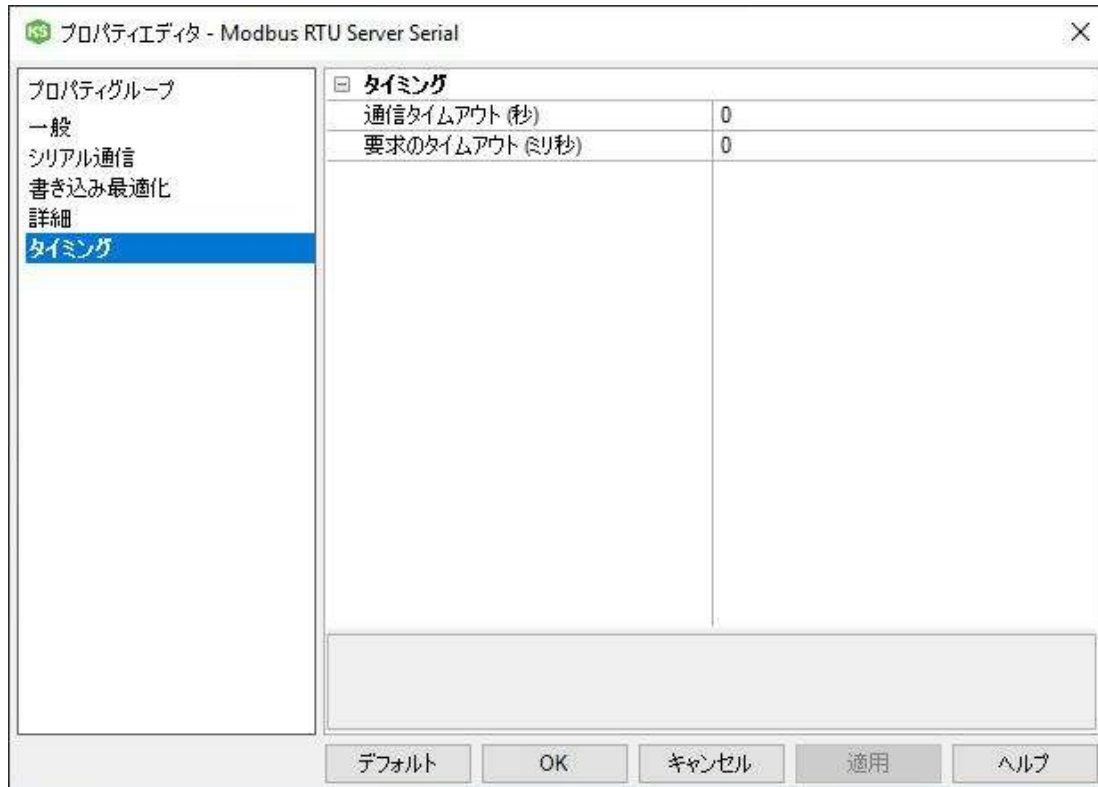 KS プロパティエディタ - Modbus RTU Server Serial
プロパティグループ
一般
シリアル通信
書き込み最適化
詳細
タイミング
タイミング
通信タイムアウト (秒) 0
要求のタイムアウト (ミリ秒) 0
デフォルト OK キャンセル 適用 ヘルプ